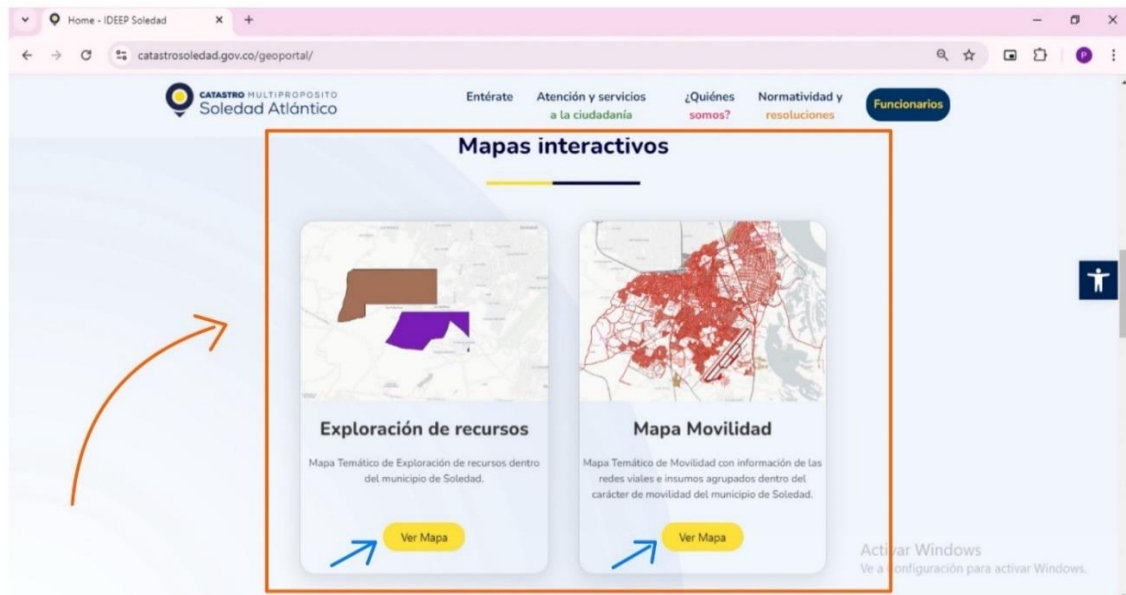 Home - IDEEP Soledad
catastrosoledad.gov.co/geoportal/
P
CATASTRO MULTIPROPOSITO
Soledad Atlántico
Entérate
Atención y servicios
a la ciudadanía
¿Quiénes
somos?
Normatividad y
resoluciones
Funcionarios
Mapas interactivos
Exploración de recursos
Mapa Temático de Exploración de recursos dentro
del municipio de Soledad.
Ver Mapa
Mapa Movilidad
Mapa Temático de Movilidad con información de las
redes viales e insumos agrupados dentro del
carácter de movilidad del municipio de Soledad.
Ver Mapa
Activar Windows
Ve a Configuración para activar Windows.